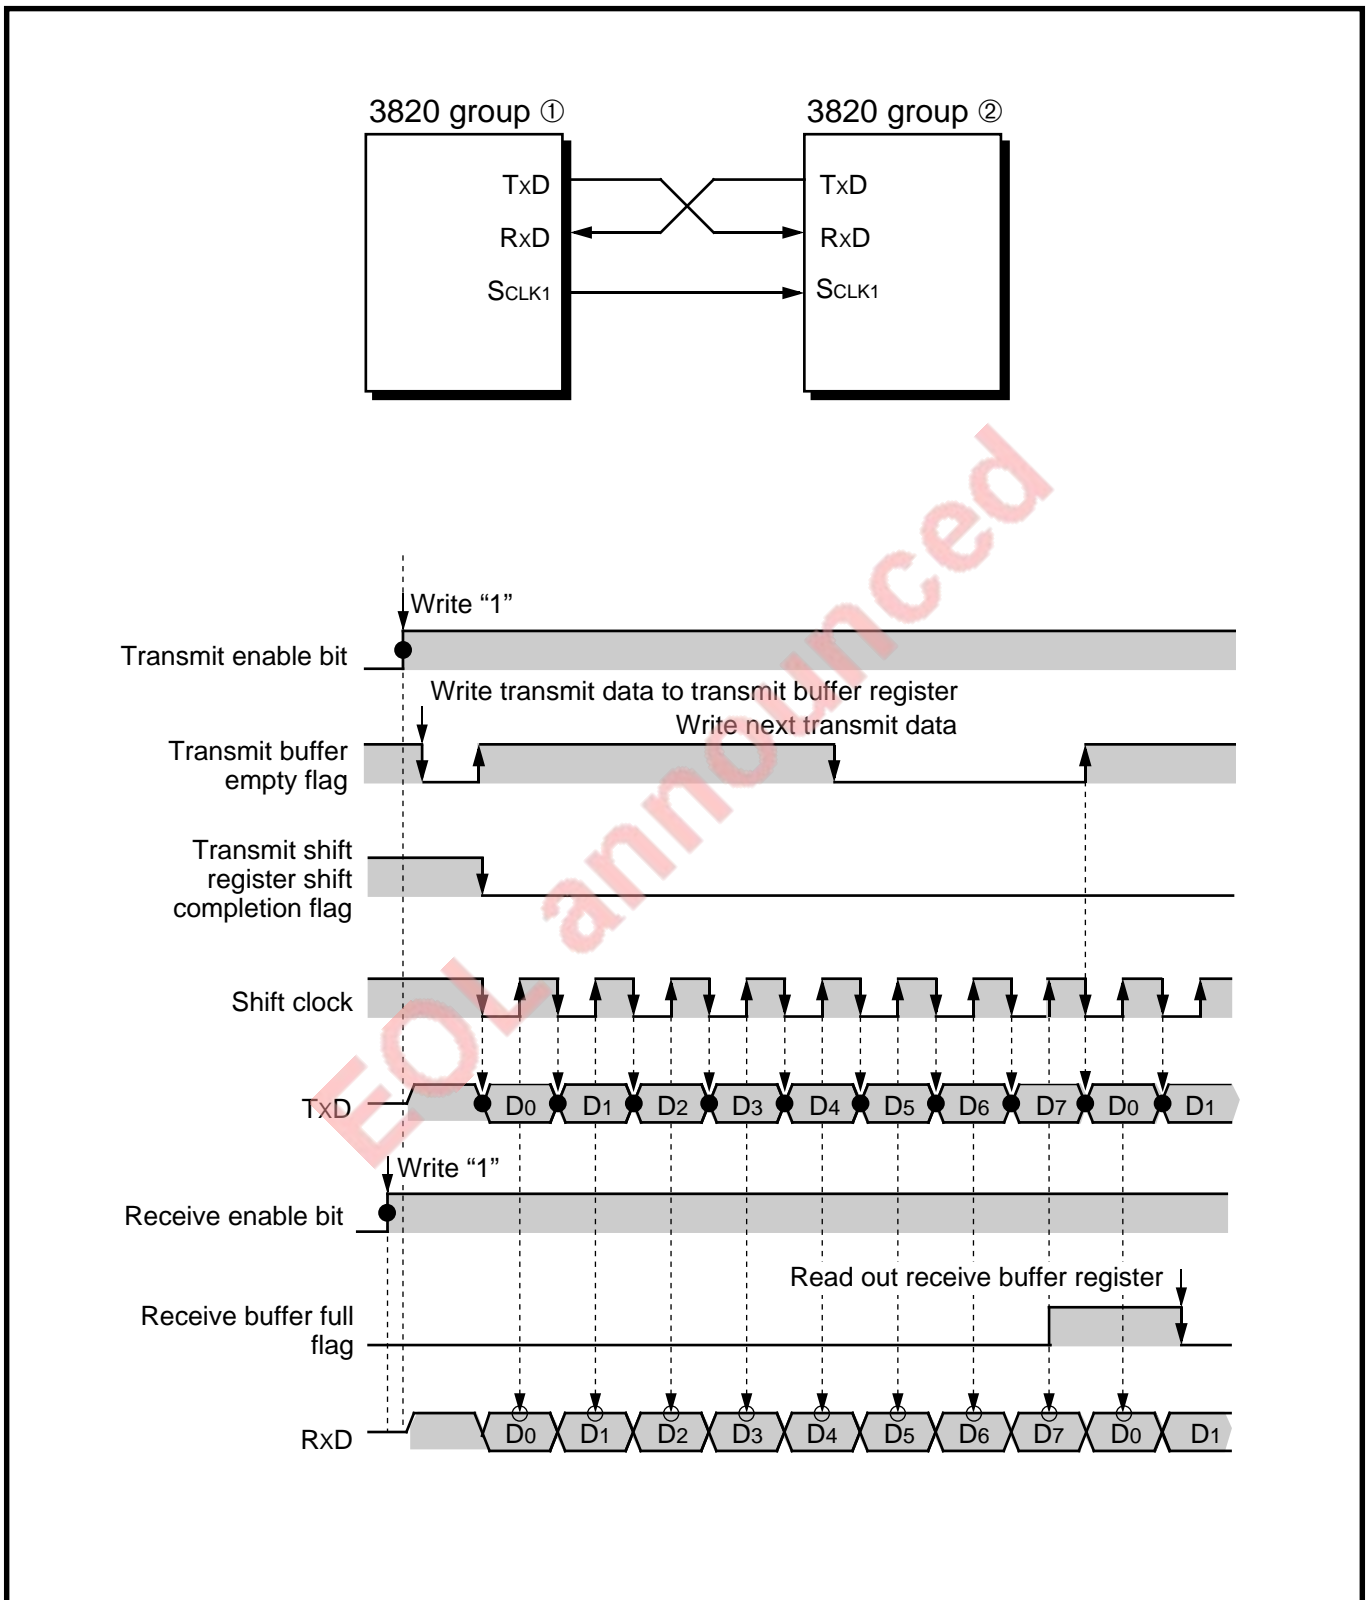 3820 group ①
3820 group ②
TxD
TxD
RxD
RxD
SCLK1
SCLK1
Write “1”
Transmit enable bit
Write transmit data to transmit buffer register
Write next transmit data
Transmit buffer
empty flag
Transmit shift
register shift
completion flag
Shift clock
TxD
D0 D1 D2 D3 D4 D5 D6 D7 D0 D1
Write “1”
Receive enable bit
Read out receive buffer register
Receive buffer full
flag
RxD
D0 D1 D2 D3 D4 D5 D6 D7 D0 D1
EOL announced